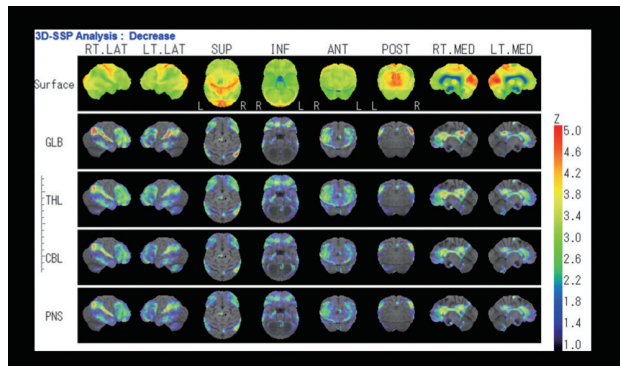 3D-SSP Analysis : Decrease
RT.LAT LT.LAT SUP INF ANT POST RT.MED LT.MED
Surface
L R R L R L L R
GLB
THL
CBL
PNS
Z
5.0
4.6
4.2
3.8
3.4
3.0
2.6
2.2
1.8
1.4
1.0